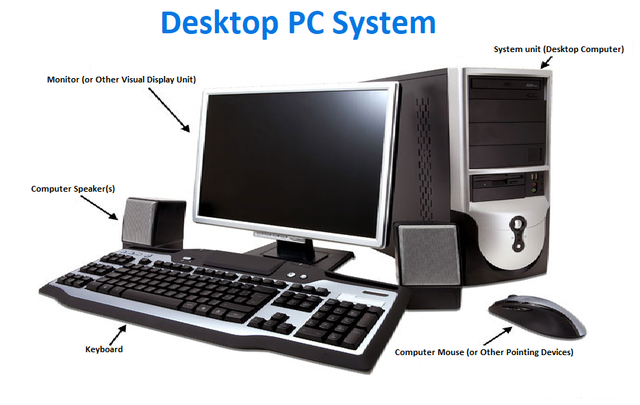 Desktop PC System
System unit (Desktop Computer)
Monitor (or Other Visual Display Unit)
Computer Speaker(s)
Keyboard
Computer Mouse (or Other Pointing Devices)